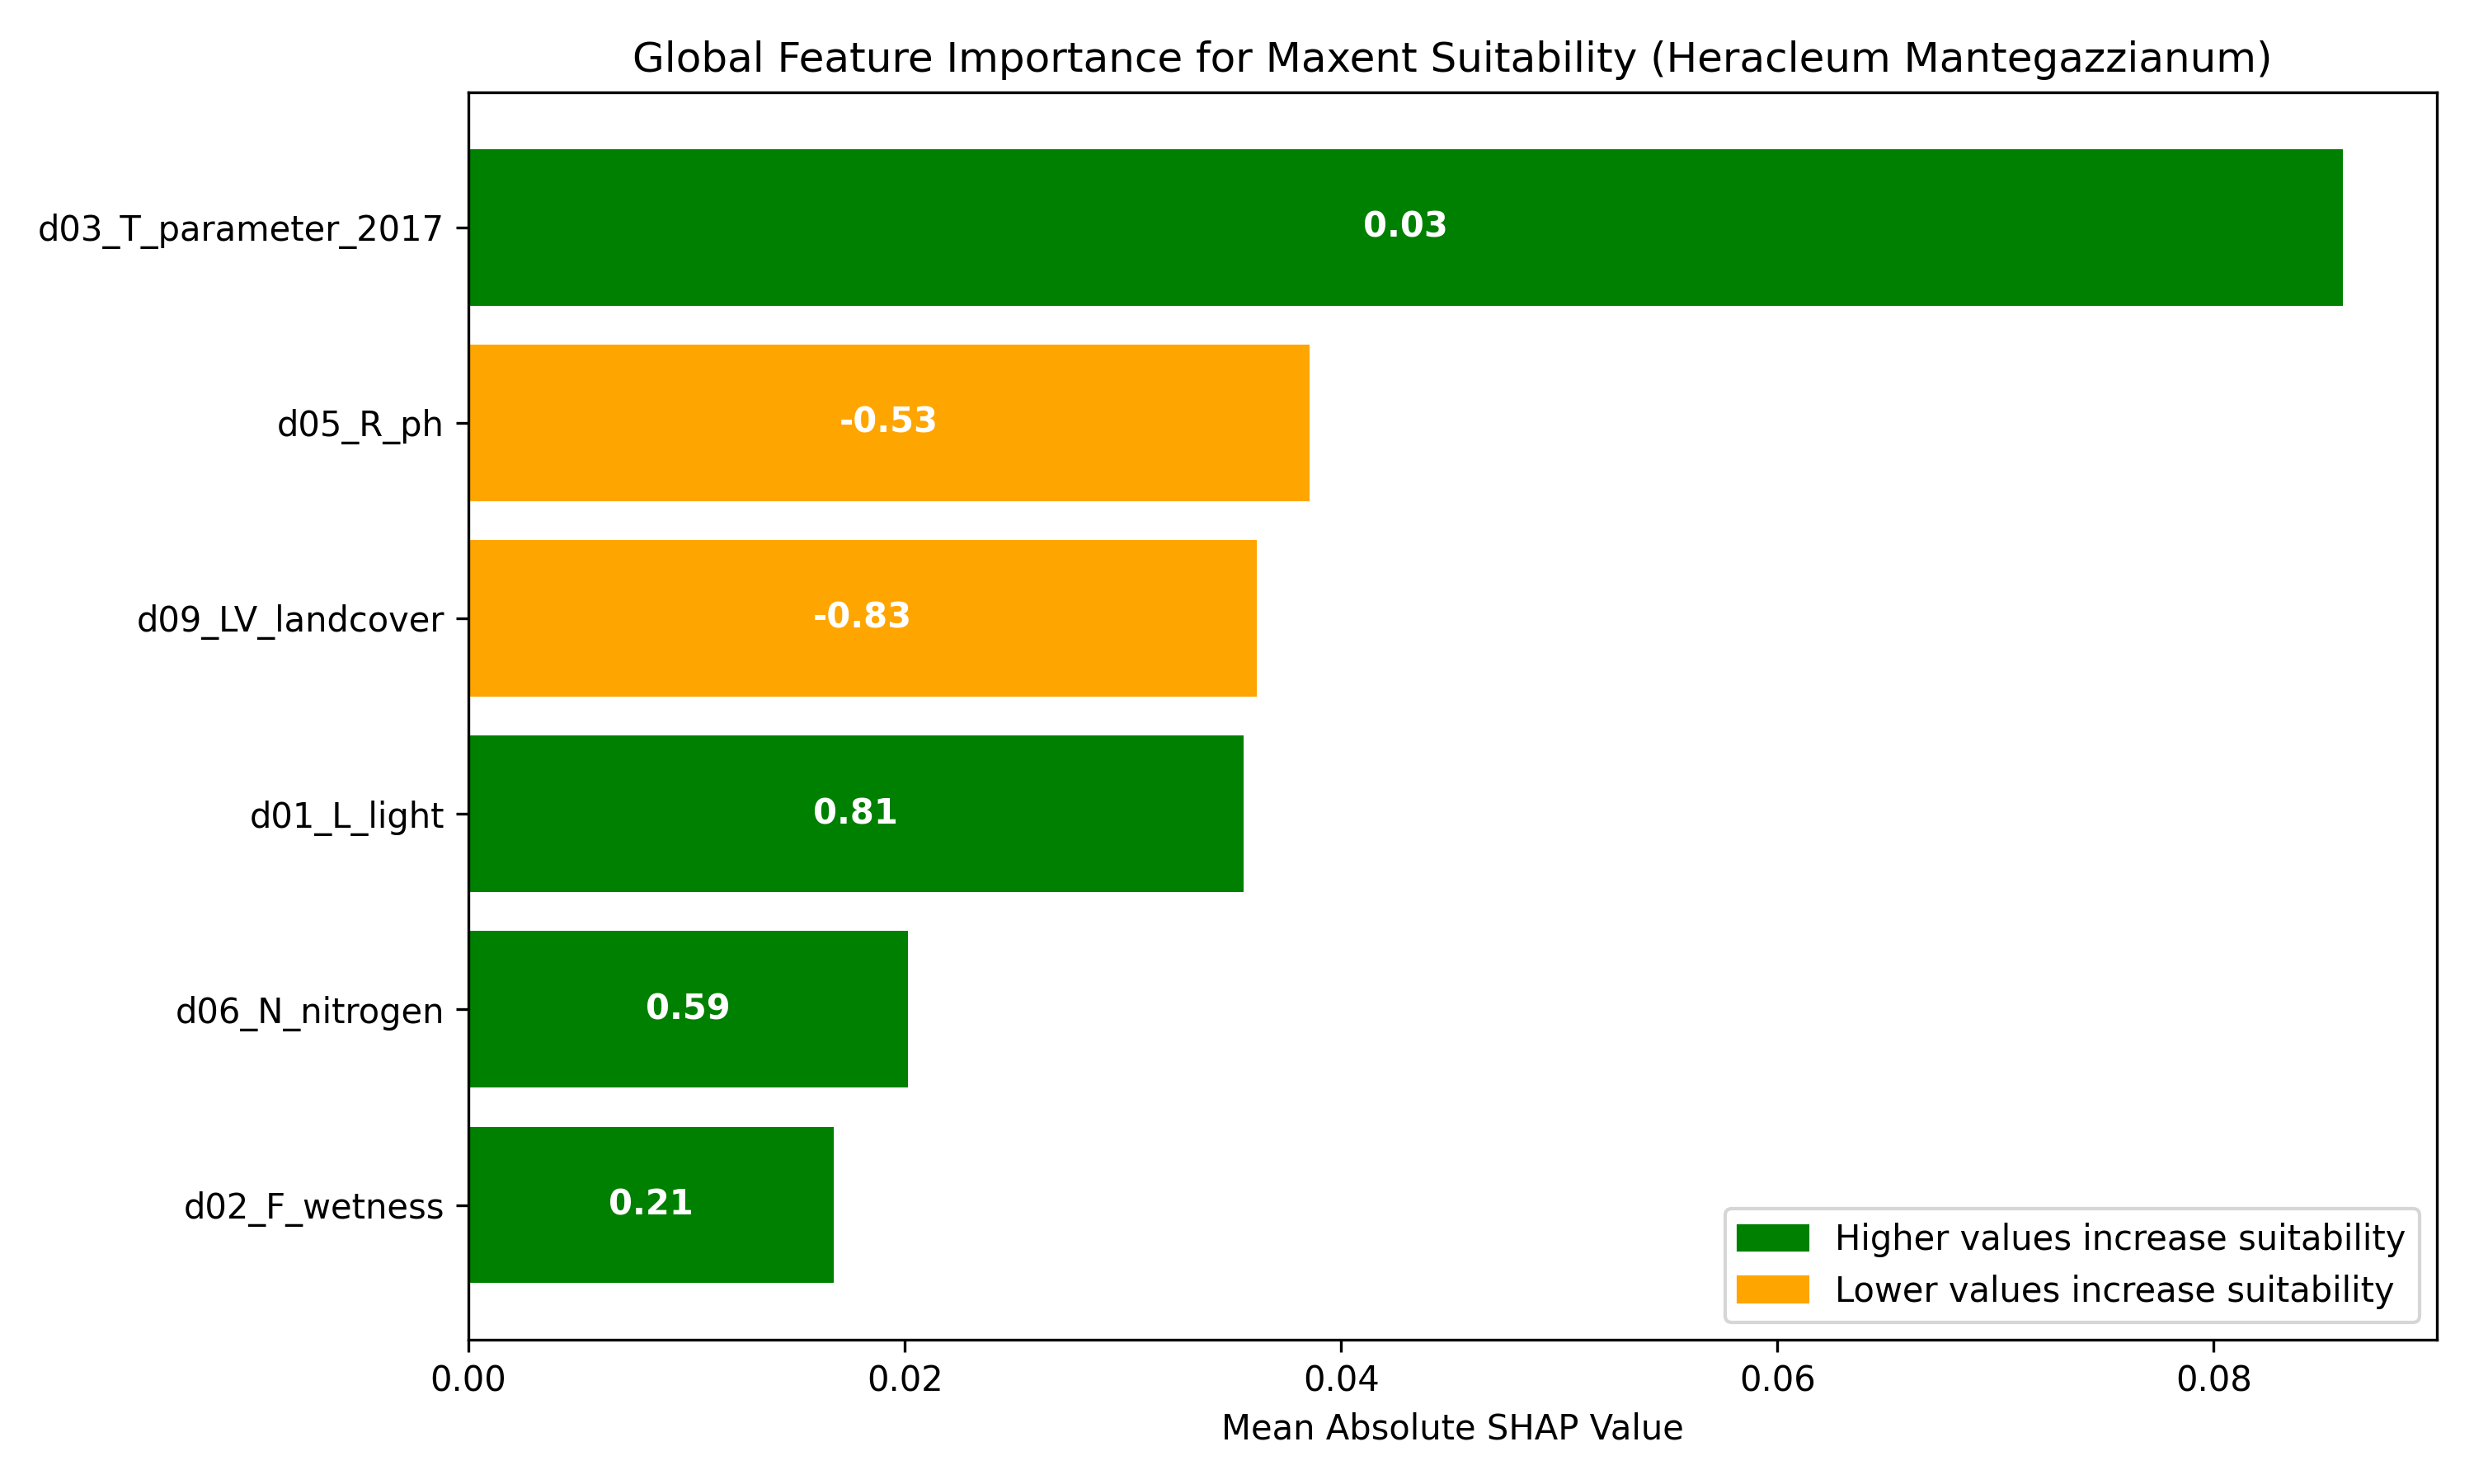 Global Feature Importance for Maxent Suitability (Heracleum Mantegazzianum)
d03_T_parameter_2017
0.03
d05_R_ph
-0.53
d09_LV_landcover
-0.83
d01_L_light
0.81
d06_N_nitrogen
0.59
d02_F_wetness
0.21
Higher values increase suitability
Lower values increase suitability
0.00 0.02 0.04 0.06 0.08
Mean Absolute SHAP Value